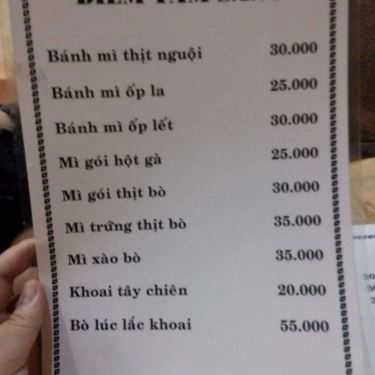 Bánh mì thịt nguội 30.000
Bánh mì ốp la 25.000
Bánh mì ốp lết 30.000
Mì gói hột gà 25.000
Mì gói thịt bò 30.000
Mì trứng thịt bò 35.000
Mì xào bò 35.000
Khoai tây chiên 20.000
Bò lúc lắc khoai 55.000